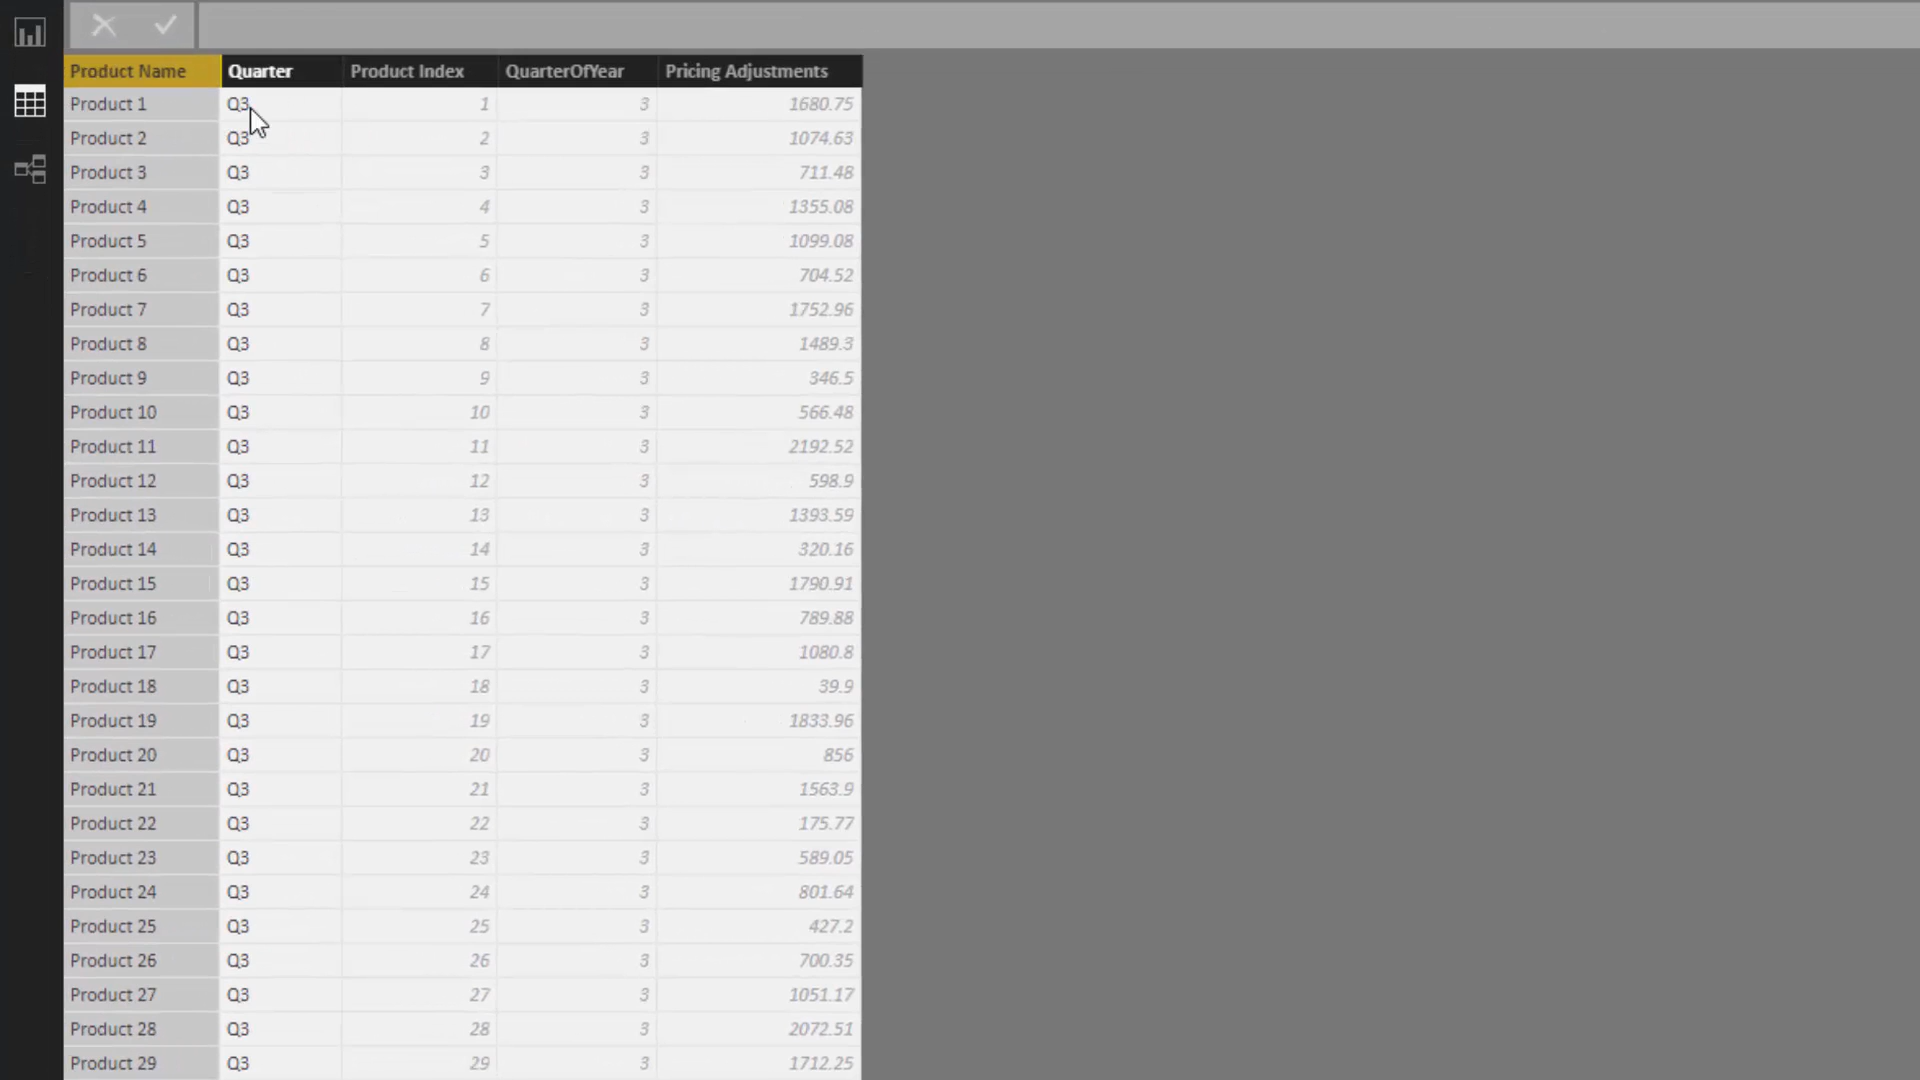 Product Name Quarter Product Index QuarterOfYear Pricing Adjustments
Product 1 Q3 1 3 1680.75
Product 2 Q3 2 3 1074.63
Product 3 Q3 3 3 711.48
Product 4 Q3 4 3 1355.08
Product 5 Q3 5 3 1099.08
Product 6 Q3 6 3 704.52
Product 7 Q3 7 3 1752.96
Product 8 Q3 8 3 1489.3
Product 9 Q3 9 3 346.5
Product 10 Q3 10 3 566.48
Product 11 Q3 11 3 2192.52
Product 12 Q3 12 3 598.9
Product 13 Q3 13 3 1393.59
Product 14 Q3 14 3 320.16
Product 15 Q3 15 3 1790.91
Product 16 Q3 16 3 789.88
Product 17 Q3 17 3 1080.8
Product 18 Q3 18 3 39.9
Product 19 Q3 19 3 1833.96
Product 20 Q3 20 3 856
Product 21 Q3 21 3 1563.9
Product 22 Q3 22 3 175.77
Product 23 Q3 23 3 589.05
Product 24 Q3 24 3 801.64
Product 25 Q3 25 3 427.2
Product 26 Q3 26 3 700.35
Product 27 Q3 27 3 1051.17
Product 28 Q3 28 3 2072.51
Product 29 Q3 29 3 1712.25